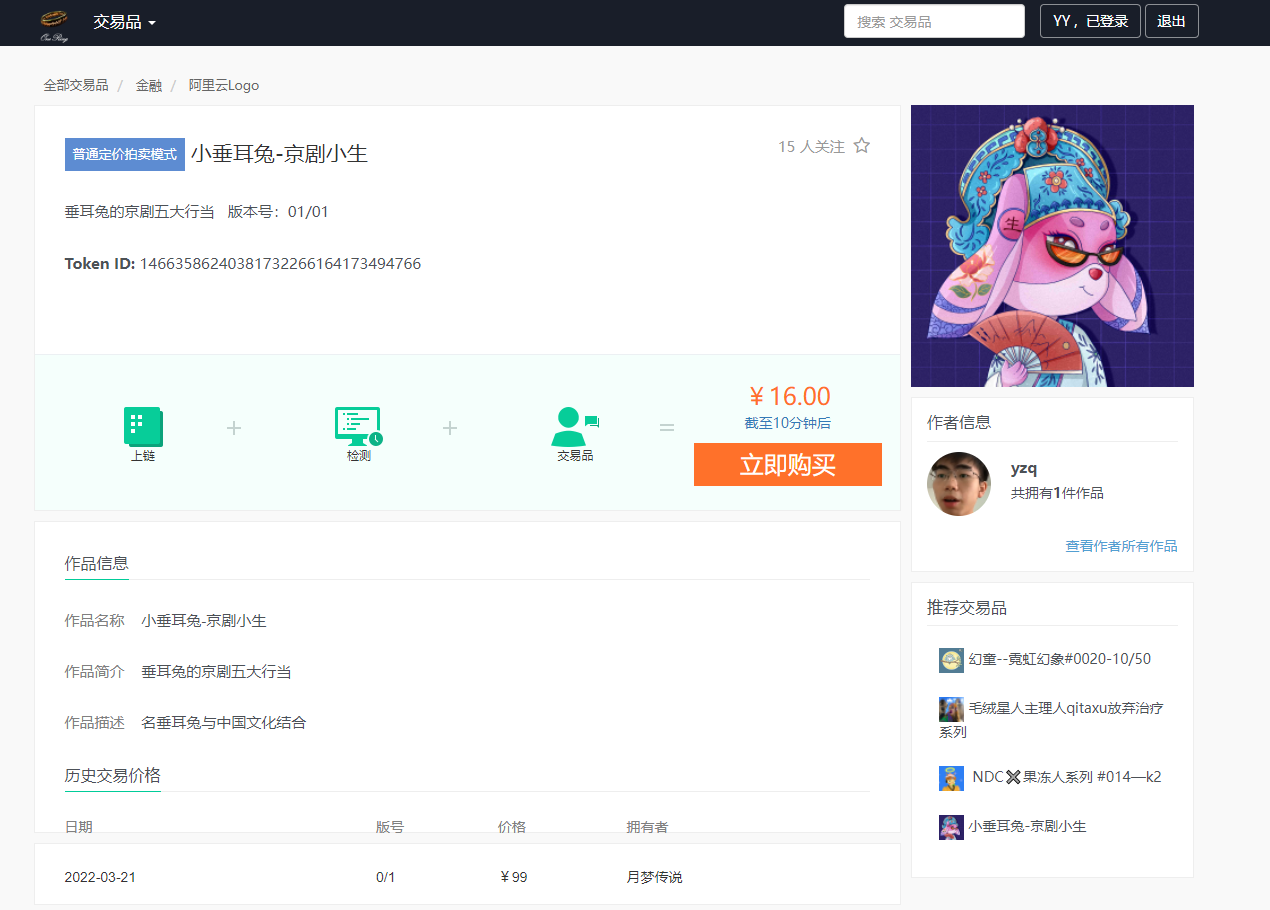 One Ring
交易品
搜索 交易品
YY ,  已登录
退出
全部交易品 / 金融 / 阿里云Logo
普通定价拍卖模式 小垂耳兔-京剧小生
15 人关注
垂耳兔的京剧五大行当 版本号：01/01
Token ID: 14663586240381732266164173494766
上链
+
检测
+
交易品
=
¥ 16.00
截至10分钟后
立即购买
作品信息
作品名称 小垂耳兔-京剧小生
作品简介 垂耳兔的京剧五大行当
作品描述 名垂耳兔与中国文化结合
历史交易价格
日期 版号 价格 拥有者
2022-03-21 0/1 ￥99 月梦传说
生
作者信息
yzq
共拥有1件作品
查看作者所有作品
推荐交易品
幻童--霓虹幻象#0020-10/50
毛绒星人主理人qitaxu放弃治疗
系列
NDC✖果冻人系列 #014—k2
小垂耳兔-京剧小生